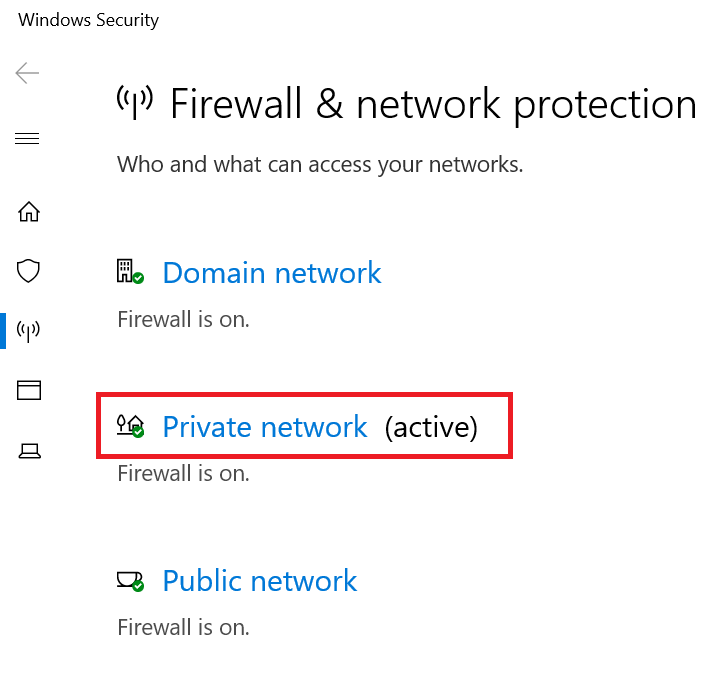 Windows Security
Firewall & network protection
Who and what can access your networks.
Domain network
Firewall is on.
Private network (active)
Firewall is on.
Public network
Firewall is on.